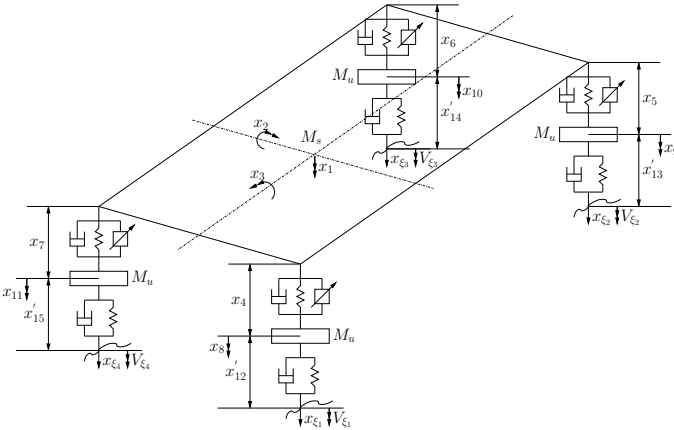 x₆
M_u
x₁₀
x'₁₄
x_ξ₃ V_ξ₃
x₅
M_u
x'₁₃
x_ξ₂ V_ξ₂
x₂
M_s
x₁
x₃
x₇
M_u
x₁₁
x'₁₅
x_ξ₄ V_ξ₄
x₄
M_u
x₈
x'₁₂
x_ξ₁ V_ξ₁